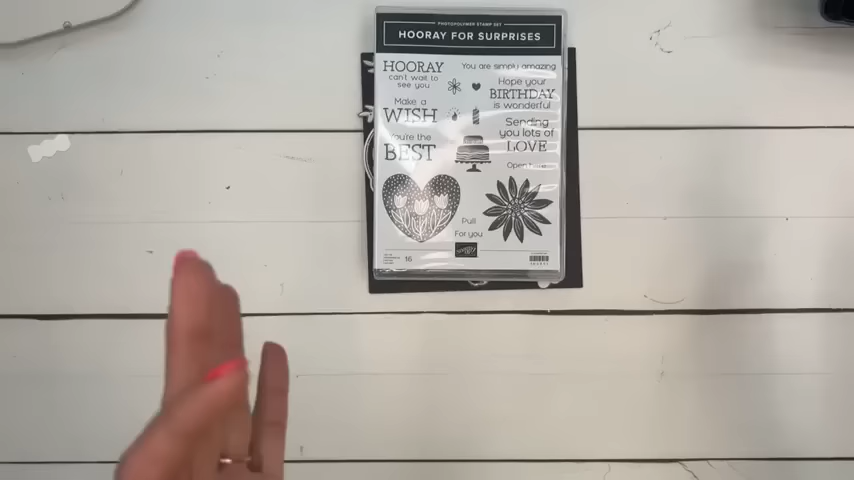 PHOTOPOLYMER STAMP SET
HOORAY FOR SURPRISES
HOORAY
can't wait to
see you
You are simply amazing
Hope your
BIRTHDAY
is wonderful
Make a
WISH
Sending
you lots of
LOVE
You're the
BEST
Open
Pull
For you
16